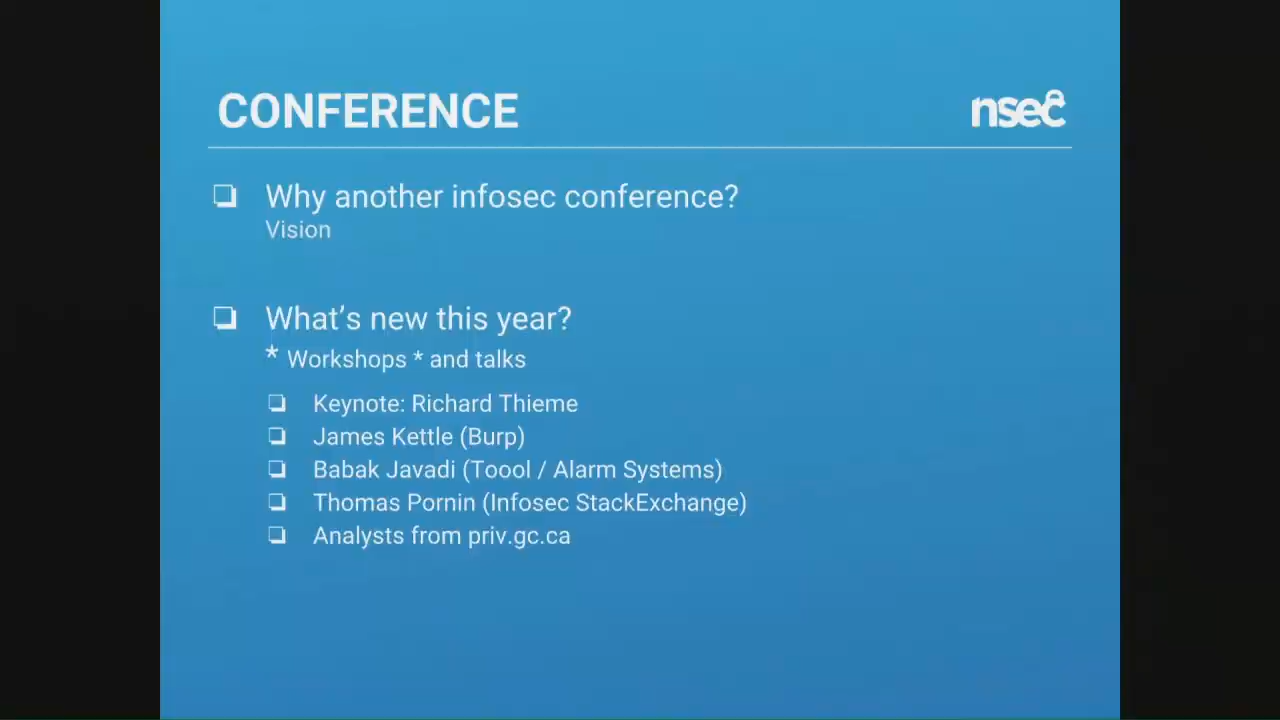 CONFERENCE
nsec
Why another infosec conference?
Vision
What's new this year?
* Workshops * and talks
Keynote: Richard Thieme
James Kettle (Burp)
Babak Javadi (Toool / Alarm Systems)
Thomas Pornin (Infosec StackExchange)
Analysts from priv.gc.ca